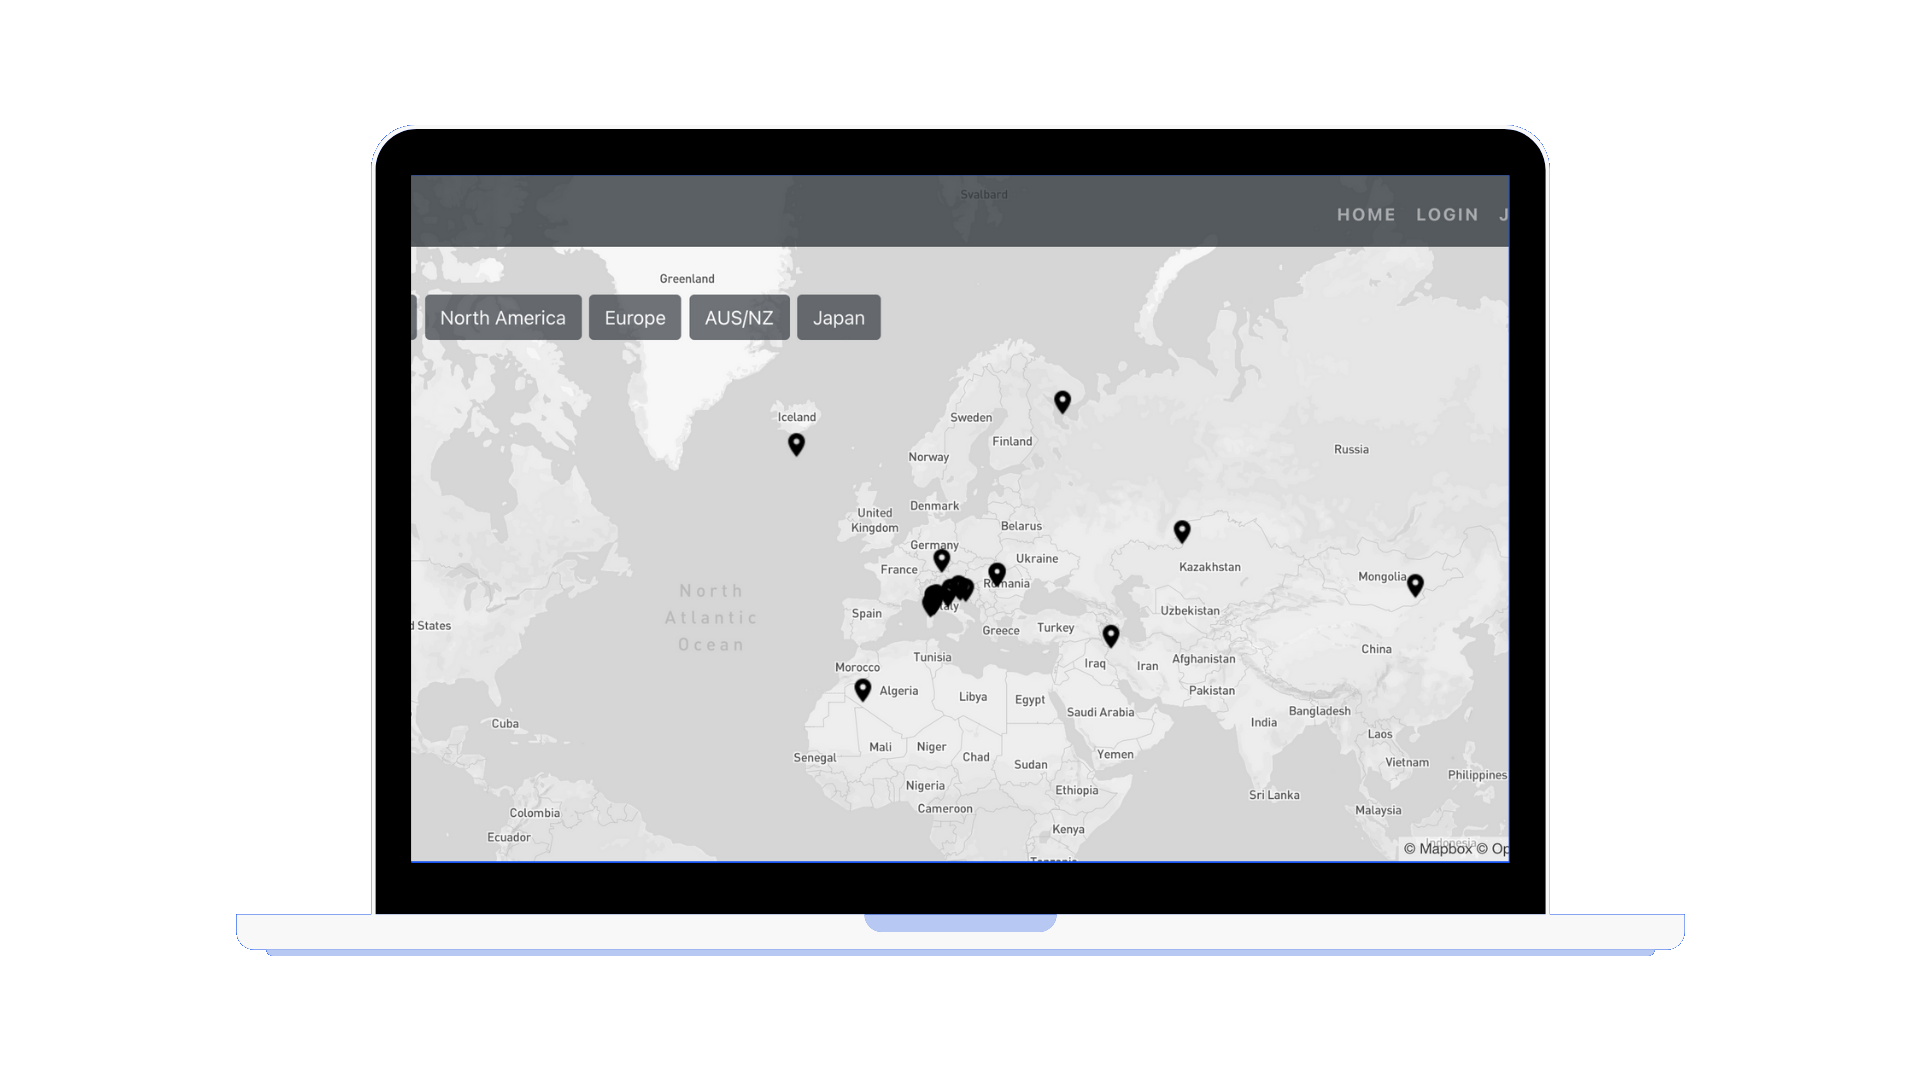 Svalbard
HOME LOGIN J
Greenland
North America Europe AUS/NZ Japan
Iceland
Sweden
Finland
Norway
Russia
Denmark
United
Kingdom
Belarus
Germany
Ukraine
France
Kazakhstan
Mongolia
North
Atlantic
Ocean
Spain
Uzbekistan
d States
Greece
Turkey
China
Tunisia
Morocco
Iraq
Iran
Afghanistan
Algeria
Libya
Egypt
Pakistan
Saudi Arabia
Bangladesh
India
Cuba
Laos
Mali
Niger
Chad
Yemen
Senegal
Sudan
Vietnam
Philippines
Nigeria
Ethiopia
Sri Lanka
Cameroon
Malaysia
Colombia
Kenya
Ecuador
Indonesia
© Mapbox © Op
Tanzania